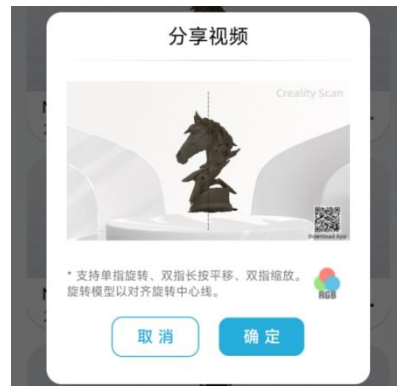 分享视频
Creality Scan
Download App
* 支持单指旋转、双指长按平移、双指缩放。
旋转模型以对齐旋转中心线。
RGB
取消
确定